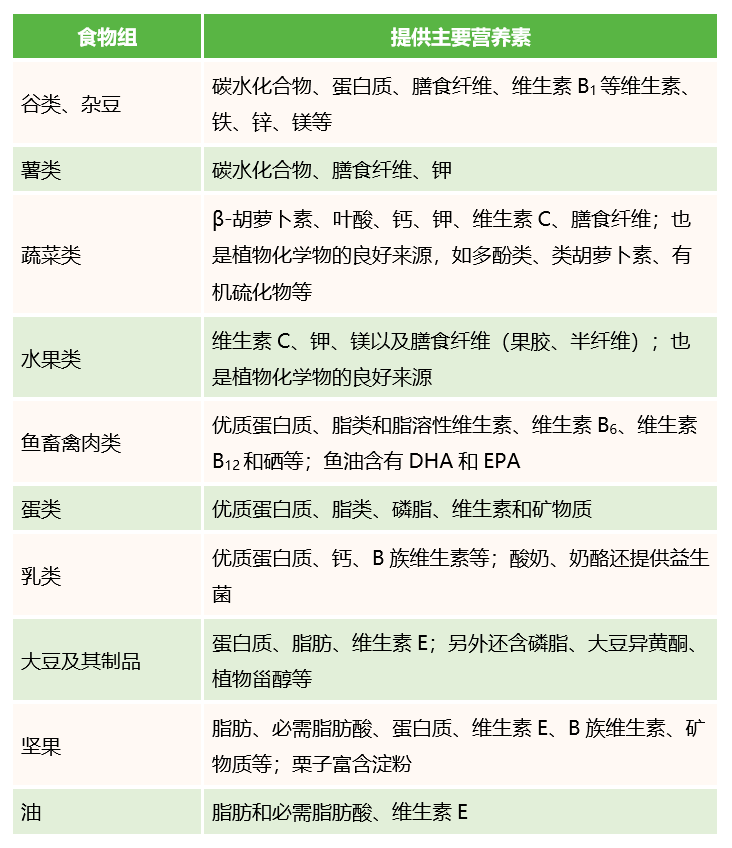 食物组
提供主要营养素
谷类、杂豆
碳水化合物、蛋白质、膳食纤维、维生素 B₁ 等维生素、
铁、锌、镁等
薯类
碳水化合物、膳食纤维、钾
蔬菜类
β-胡萝卜素、叶酸、钙、钾、维生素 C、膳食纤维；也
是植物化学物的良好来源，如多酚类、类胡萝卜素、有
机硫化物等
水果类
维生素 C、钾、镁以及膳食纤维（果胶、半纤维）；也
是植物化学物的良好来源
鱼畜禽肉类
优质蛋白质、脂类和脂溶性维生素、维生素 B₆、维生素
B₁₂ 和硒等；鱼油含有 DHA 和 EPA
蛋类
优质蛋白质、脂类、磷脂、维生素和矿物质
乳类
优质蛋白质、钙、B 族维生素等；酸奶、奶酪还提供益生
菌
大豆及其制品
蛋白质、脂肪、维生素 E；另外还含磷脂、大豆异黄酮、
植物甾醇等
坚果
脂肪、必需脂肪酸、蛋白质、维生素 E、B 族维生素、矿
物质等；栗子富含淀粉
油
脂肪和必需脂肪酸、维生素 E